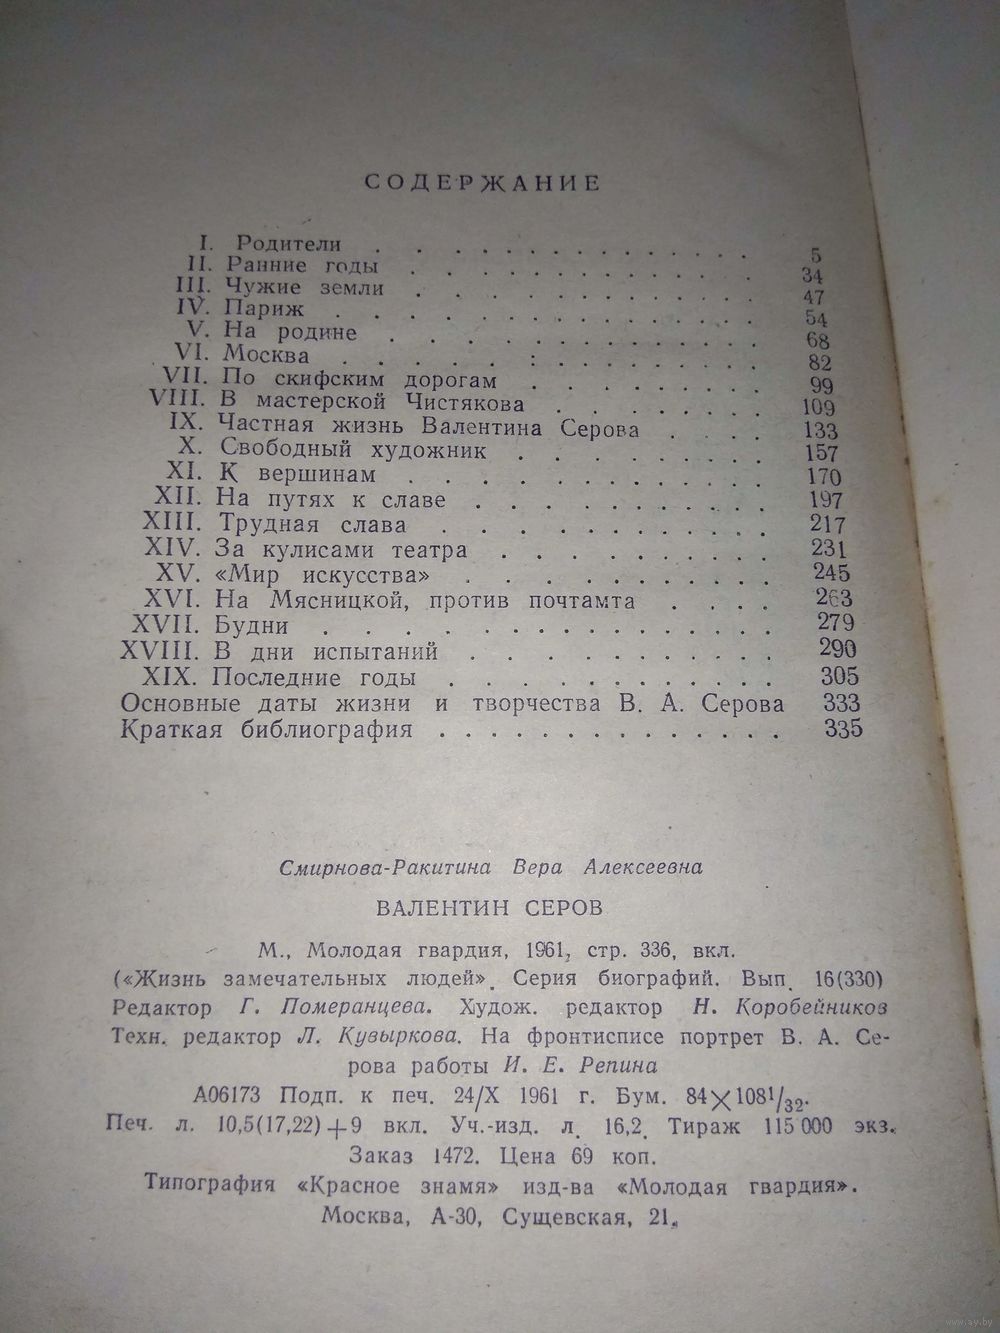 СОДЕРЖАНИЕ
I. Родители . . . . . . . . . . . . . 5
II. Ранние годы . . . . . . . . . . 34
III. Чужие земли . . . . . . . . . . 47
IV. Париж . . . . . . . . . . . . 54
V. На родине . . . . . . . . . . . 68
VI. Москва . . . . . : . . . . . . 82
VII. По скифским дорогам . . . . . . . 99
VIII. В мастерской Чистякова . . . . . . 109
IX. Частная жизнь Валентина Серова . . . . 133
X. Свободный художник . . . . . . . . 157
XI. К вершинам . . . . . . . . . . 170
XII. На путях к славе . . . . . . . . . 197
XIII. Трудная слава . . . . . . . . . . 217
XIV. За кулисами театра . . . . . . . . 231
XV. «Мир искусства» . . . . . . . . . 245
XVI. На Мясницкой, против почтамта . . . . 263
XVII. Будни . . . . . . . . . . . . 279
XVIII. В дни испытаний . . . . . . . . . 290
XIX. Последние годы . . . . . . . . . 305
Основные даты жизни и творчества В. А. Серова 333
Краткая библиография . . . . . . . . . . . . 335
Смирнова-Ракитина Вера Алексеевна
ВАЛЕНТИН СЕРОВ
М., Молодая гвардия, 1961, стр. 336, вкл.
(«Жизнь замечательных людей». Серия биографий. Вып. 16(330)
Редактор Г. Померанцева. Худож. редактор Н. Коробейников
Техн. редактор Л. Кувыркова. На фронтисписе портрет В. А. Се-
рова работы И. Е. Репина
А06173 Подп. к печ. 24/X 1961 г. Бум. 84×108 1/32.
Печ. л. 10,5(17,22)+9 вкл. Уч.-изд. л. 16,2. Тираж 115 000 экз.
Заказ 1472. Цена 69 коп.
Типография «Красное знамя» изд-ва «Молодая гвардия».
Москва, А-30, Сущевская, 21.
www.ay.by